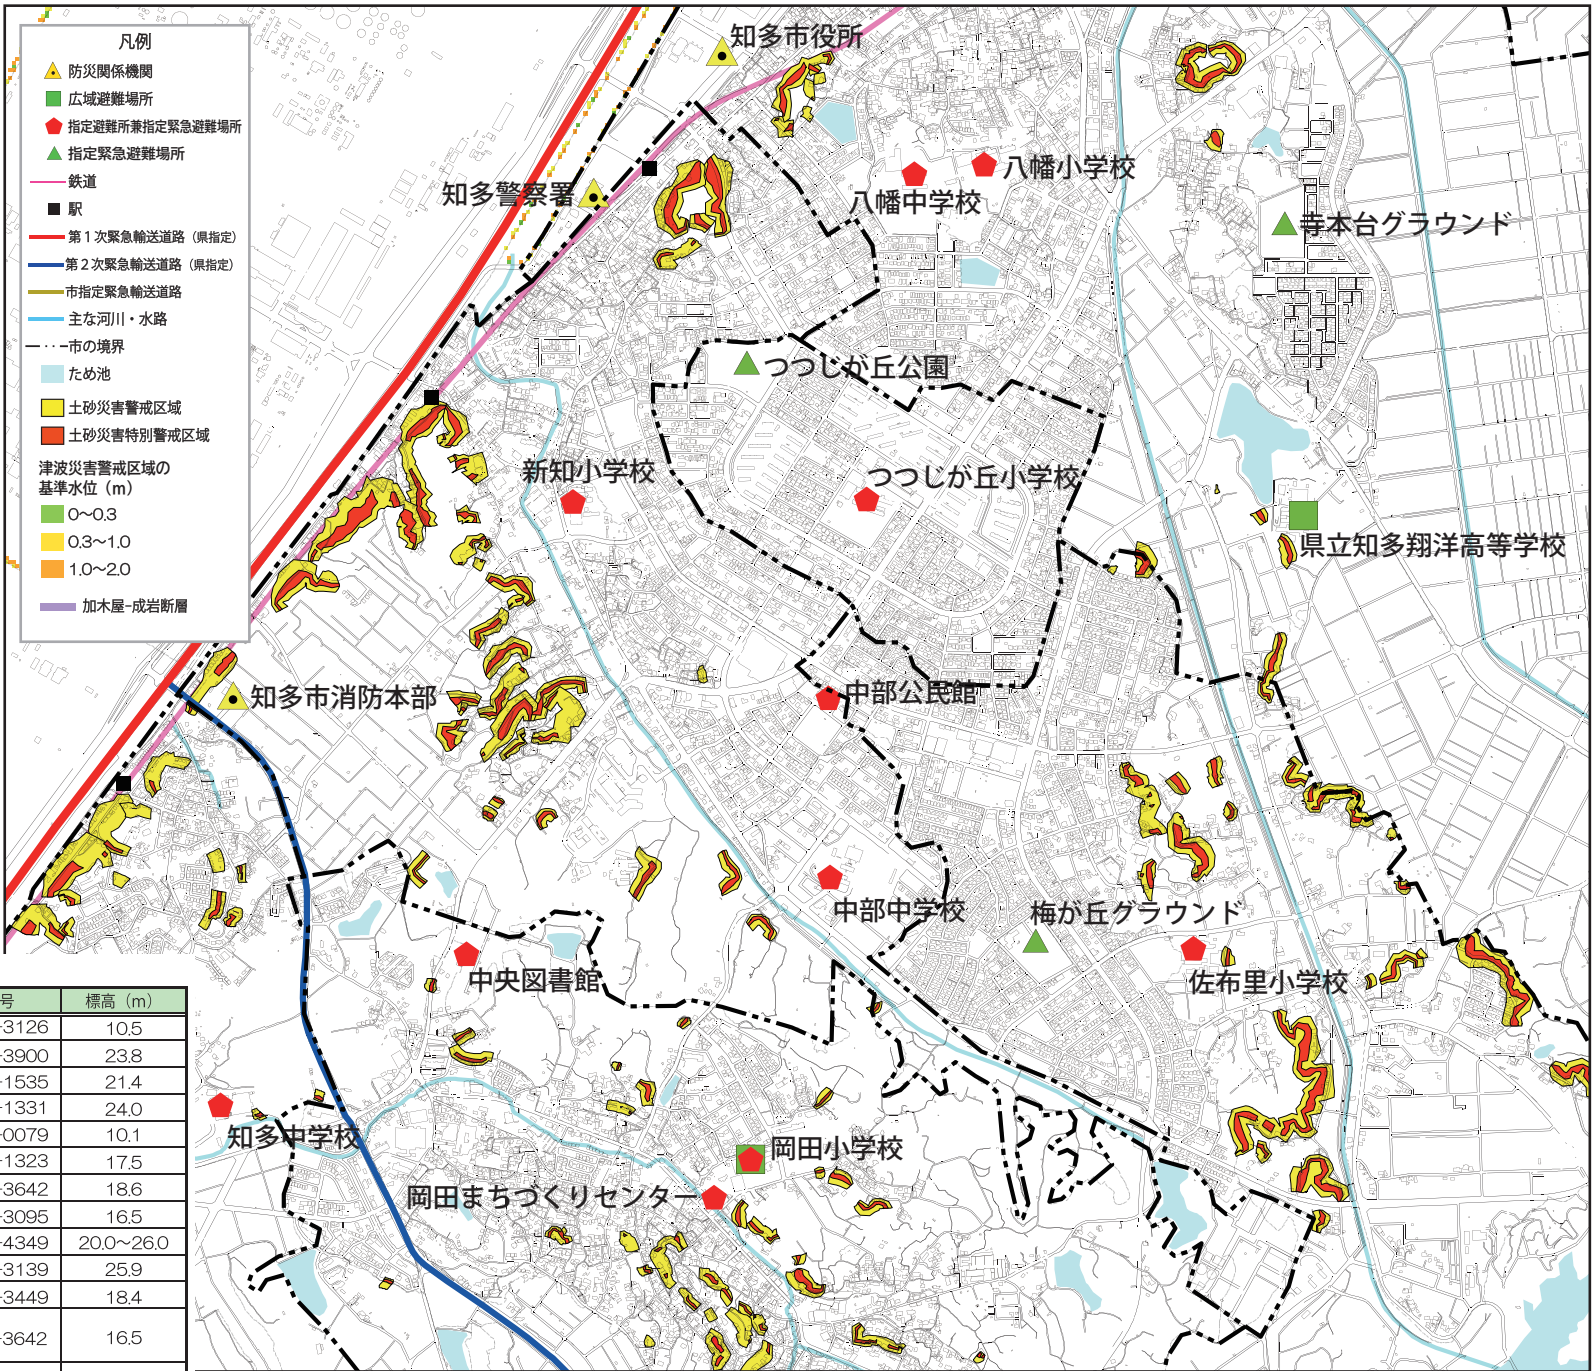 凡例
防災関係機関
広域避難場所
指定避難所兼指定緊急避難場所
指定緊急避難場所
鉄道
駅
第1次緊急輸送道路（県指定）
第2次緊急輸送道路（県指定）
市指定緊急輸送道路
主な河川・水路
市の境界
ため池
土砂災害警戒区域
土砂災害特別警戒区域
津波災害警戒区域の
基準水位（m）
0～0.3
0.3～1.0
1.0～2.0
加木屋-成岩断層
知多市役所
八幡小学校
知多警察署
八幡中学校
寺本台グラウンド
つつじが丘公園
新知小学校
つつじが丘小学校
県立知多翔洋高等学校
知多市消防本部
中部公民館
中部中学校
梅が丘グラウンド
中央図書館
佐布里小学校
知多中学校
岡田小学校
岡田まちづくりセンター
号 標高（m）
-3126 10.5
-3900 23.8
-1535 21.4
-1331 24.0
-0079 10.1
-1323 17.5
-3642 18.6
-3095 16.5
-4349 20.0～26.0
-3139 25.9
-3449 18.4
-3642 16.5